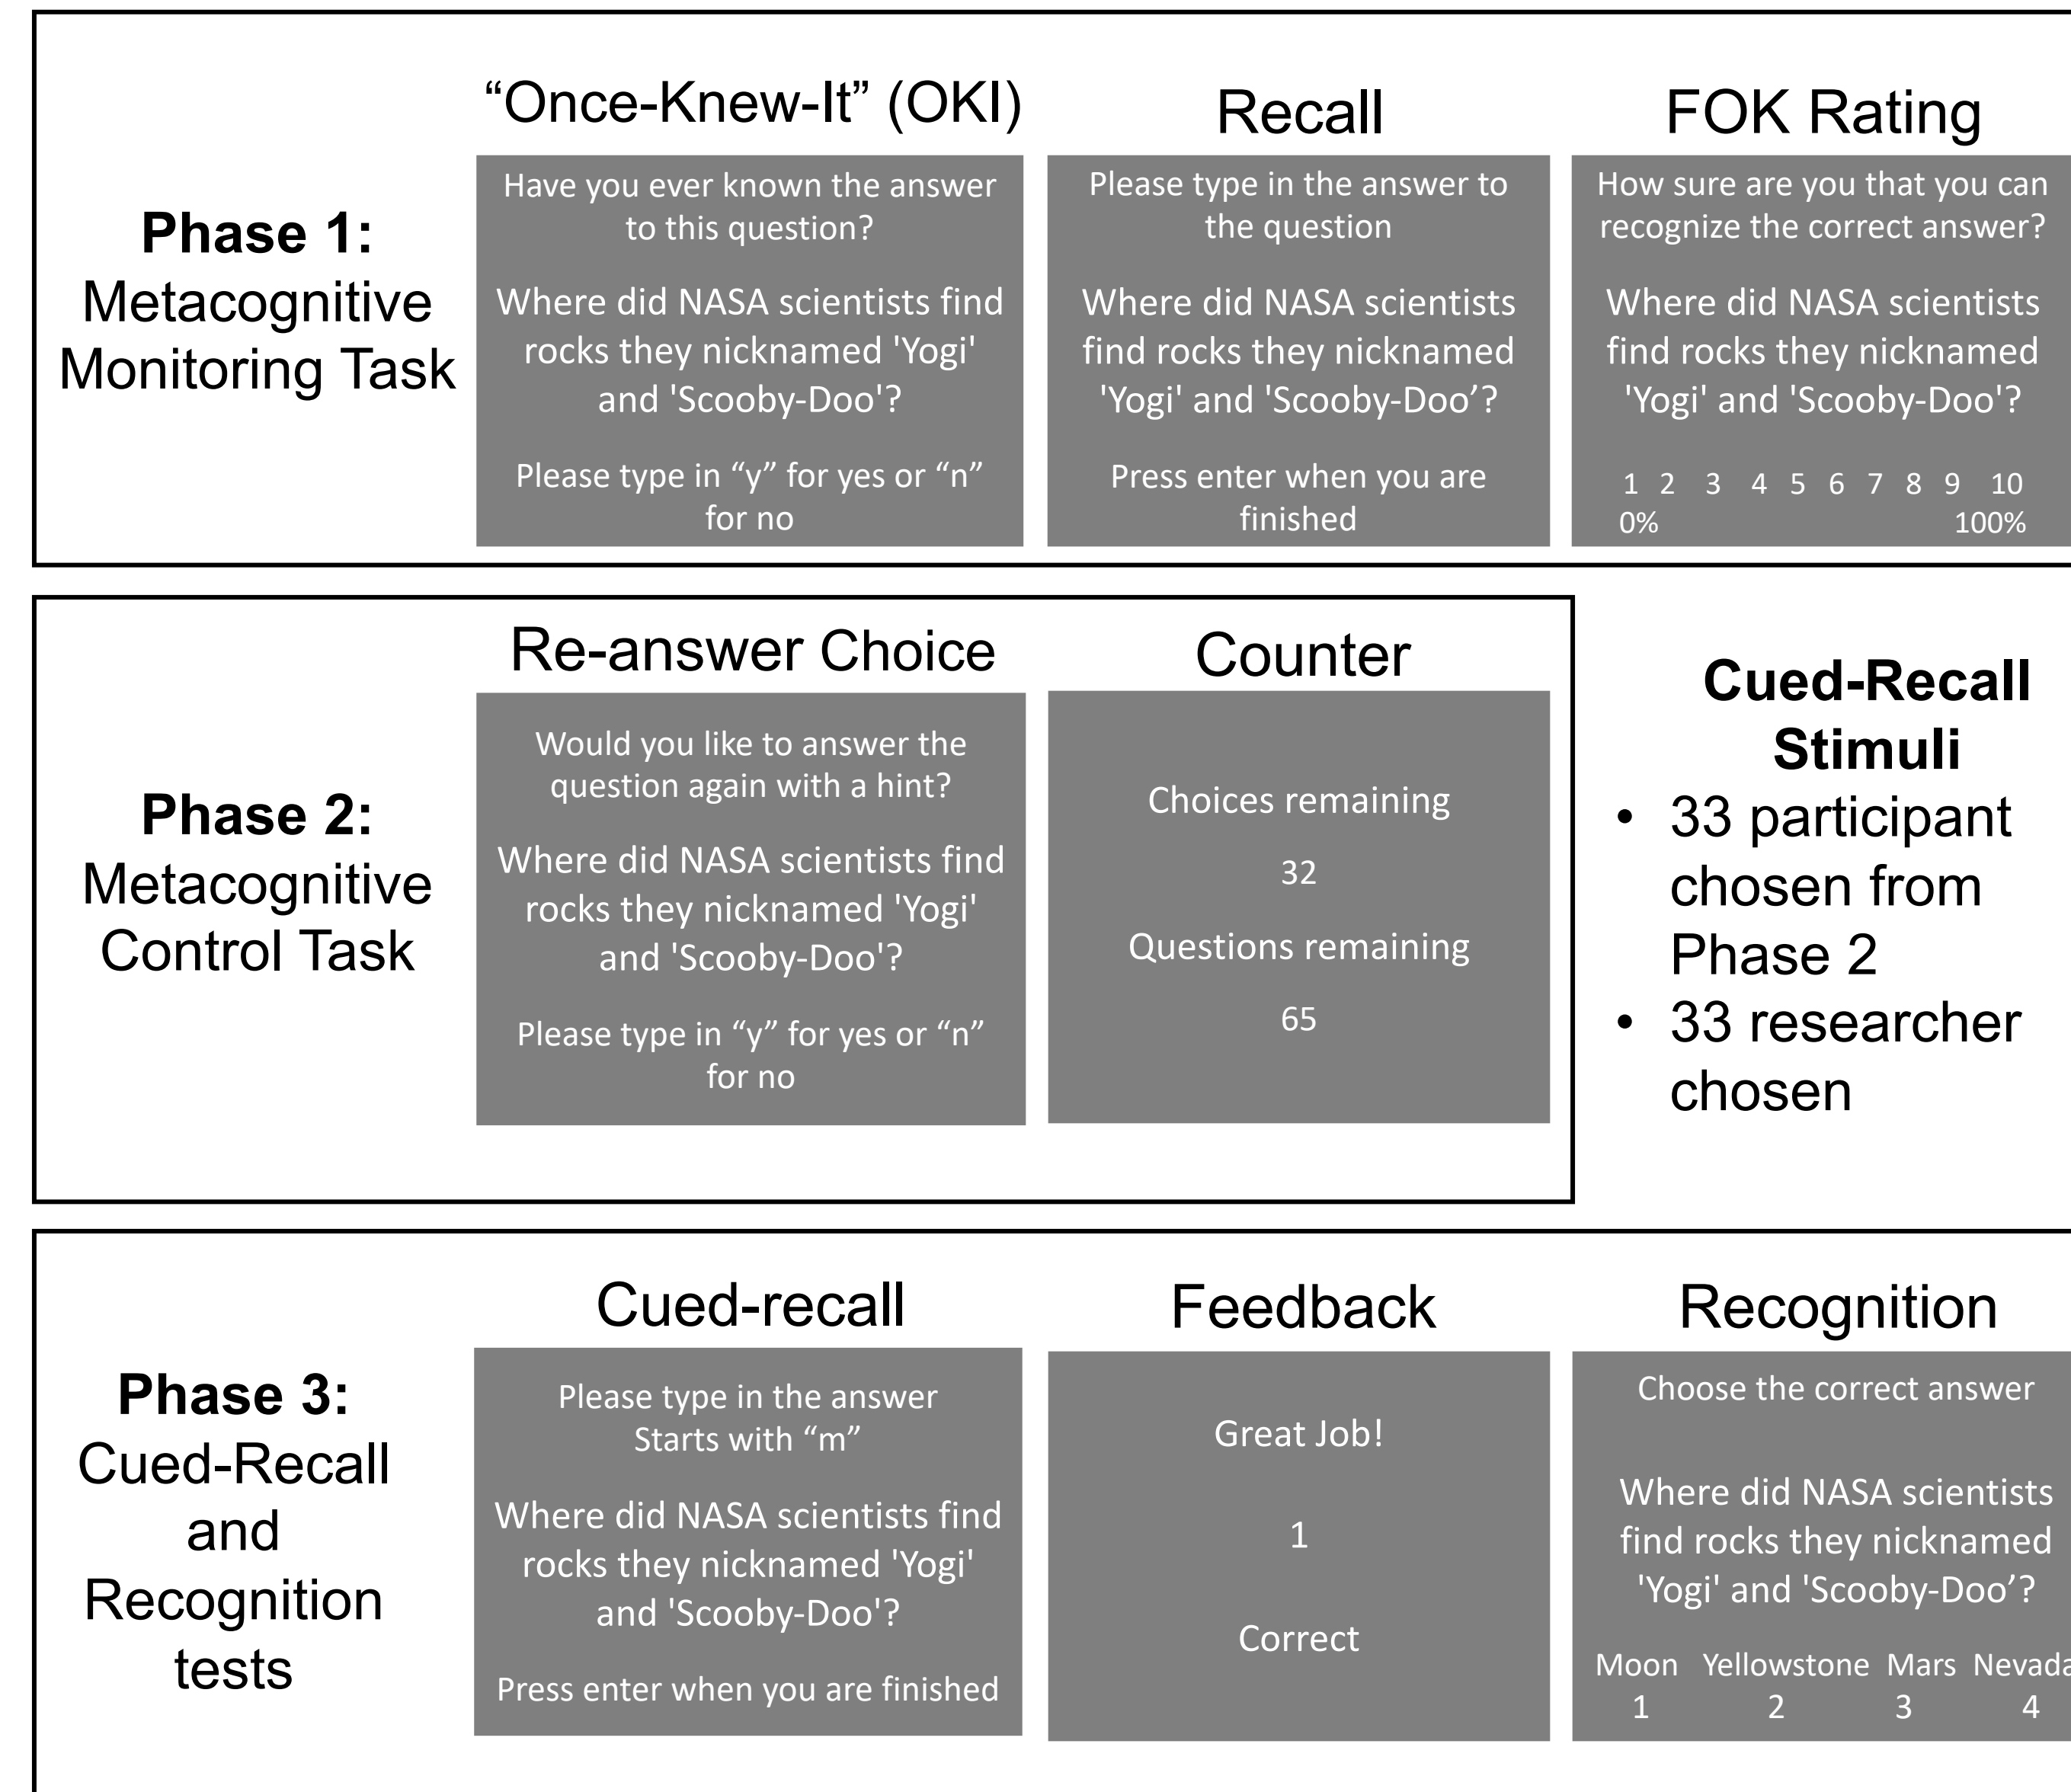 “Once-Knew-It” (OKI)
Recall
FOK Rating
Phase 1:
Metacognitive
Monitoring Task
Have you ever known the answer
to this question?
Where did NASA scientists find
rocks they nicknamed 'Yogi'
and 'Scooby-Doo'?
Please type in “y” for yes or “n”
for no
Please type in the answer to
the question
Where did NASA scientists
find rocks they nicknamed
'Yogi' and 'Scooby-Doo’?
Press enter when you are
finished
How sure are you that you can
recognize the correct answer?
Where did NASA scientists
find rocks they nicknamed
'Yogi' and 'Scooby-Doo'?
1 2 3 4 5 6 7 8 9 10
0% 100%
Re-answer Choice
Counter
Phase 2:
Metacognitive
Control Task
Would you like to answer the
question again with a hint?
Where did NASA scientists find
rocks they nicknamed 'Yogi'
and 'Scooby-Doo'?
Please type in “y” for yes or “n”
for no
Choices remaining
32
Questions remaining
65
Cued-Recall
Stimuli
• 33 participant
chosen from
Phase 2
• 33 researcher
chosen
Cued-recall
Feedback
Recognition
Phase 3:
Cued-Recall
and
Recognition
tests
Please type in the answer
Starts with “m”
Where did NASA scientists find
rocks they nicknamed 'Yogi'
and 'Scooby-Doo'?
Press enter when you are finished
Great Job!
1
Correct
Choose the correct answer
Where did NASA scientists
find rocks they nicknamed
'Yogi' and 'Scooby-Doo’?
Moon Yellowstone Mars Nevada
1 2 3 4